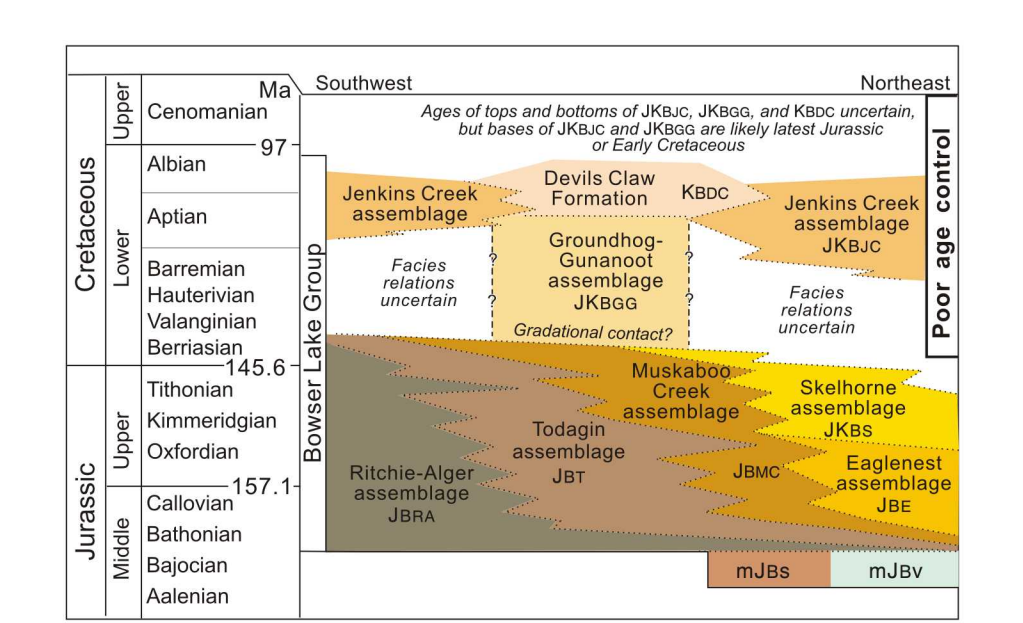 Ma
Southwest
Northeast
Upper
Cenomanian
Ages of tops and bottoms of JKBJC, JKBGG, and KBDC uncertain,
but bases of JKBJC and JKBGG are likely latest Jurassic
or Early Cretaceous
97
Cretaceous
Lower
Albian
Aptian
Barremian
Hauterivian
Valanginian
Berriasian
145.6
Jurassic
Upper
Tithonian
Kimmeridgian
Oxfordian
157.1
Middle
Callovian
Bathonian
Bajocian
Aalenian
Bowser Lake Group
Jenkins Creek
assemblage
Devils Claw
Formation
KBDC
Jenkins Creek
assemblage
JKBJC
Poor age control
Facies
relations
uncertain
?
?
Groundhog-
Gunanoot
assemblage
JKBGG
Gradational contact?
?
?
Facies
relations
uncertain
Muskaboo
Creek
assemblage
Skelhorne
assemblage
JKBS
Todagin
assemblage
JBT
JBMC
Eaglenest
assemblage
JBE
Ritchie-Alger
assemblage
JBRA
mJBs
mJBv